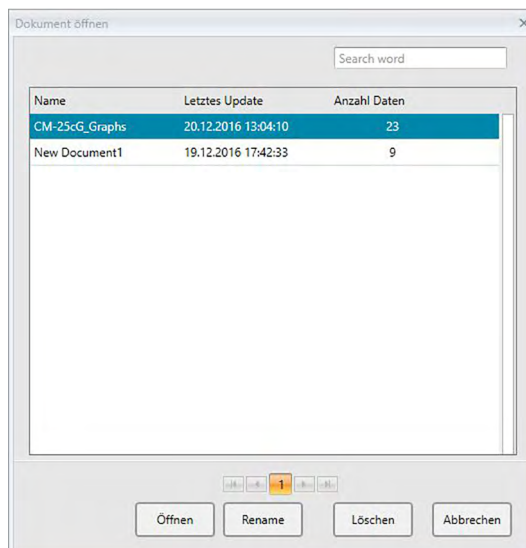 Dokument öffnen
Search word
Name Letztes Update Anzahl Daten
CM-25cG_Graphs 20.12.2016 13:04:10 23
New Document1 19.12.2016 17:42:33 9
1
Öffnen Rename Löschen Abbrechen